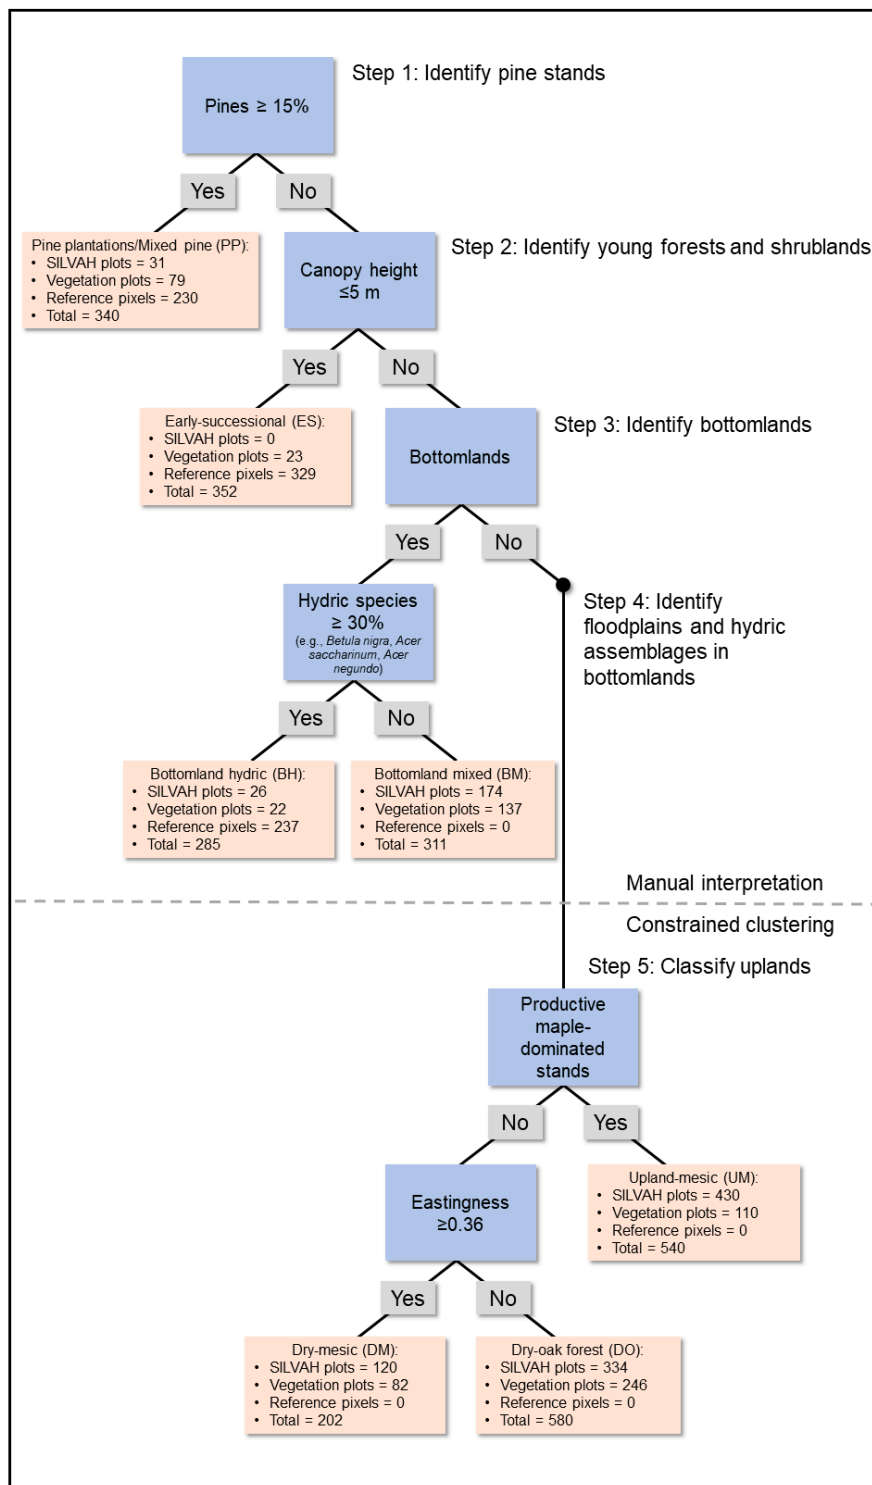 Step 1: Identify pine stands
Pines ≥ 15%
Yes
No
Pine plantations/Mixed pine (PP):
• SILVAH plots = 31
• Vegetation plots = 79
• Reference pixels = 230
• Total = 340
Step 2: Identify young forests and shrublands
Canopy height
≤5 m
Yes
No
Early-successional (ES):
• SILVAH plots = 0
• Vegetation plots = 23
• Reference pixels = 329
• Total = 352
Step 3: Identify bottomlands
Bottomlands
Yes
No
Hydric species
≥ 30%
(e.g., Betula nigra, Acer
saccharinum, Acer
negundo)
Step 4: Identify
floodplains and hydric
assemblages in
bottomlands
Yes
No
Bottomland hydric (BH):
• SILVAH plots = 26
• Vegetation plots = 22
• Reference pixels = 237
• Total = 285
Bottomland mixed (BM):
• SILVAH plots = 174
• Vegetation plots = 137
• Reference pixels = 0
• Total = 311
Manual interpretation
Constrained clustering
Step 5: Classify uplands
Productive
maple-
dominated
stands
No
Yes
Eastingness
≥0.36
Upland-mesic (UM):
• SILVAH plots = 430
• Vegetation plots = 110
• Reference pixels = 0
• Total = 540
Yes
No
Dry-mesic (DM):
• SILVAH plots = 120
• Vegetation plots = 82
• Reference pixels = 0
• Total = 202
Dry-oak forest (DO):
• SILVAH plots = 334
• Vegetation plots = 246
• Reference pixels = 0
• Total = 580